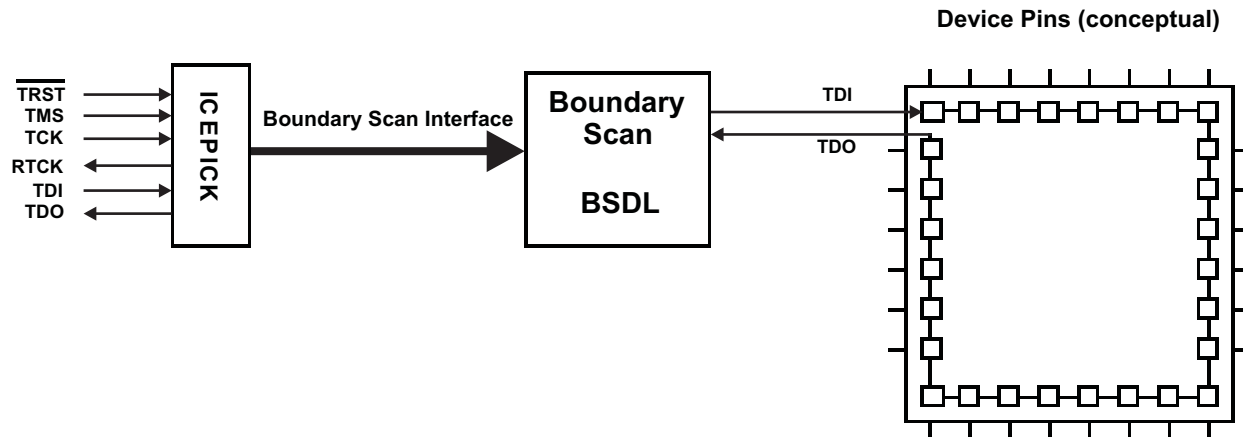 Device Pins (conceptual)
TRST
TMS
TCK
RTCK
TDI
TDO
ICEPICK
Boundary Scan Interface
Boundary
Scan
BSDL
TDI
TDO